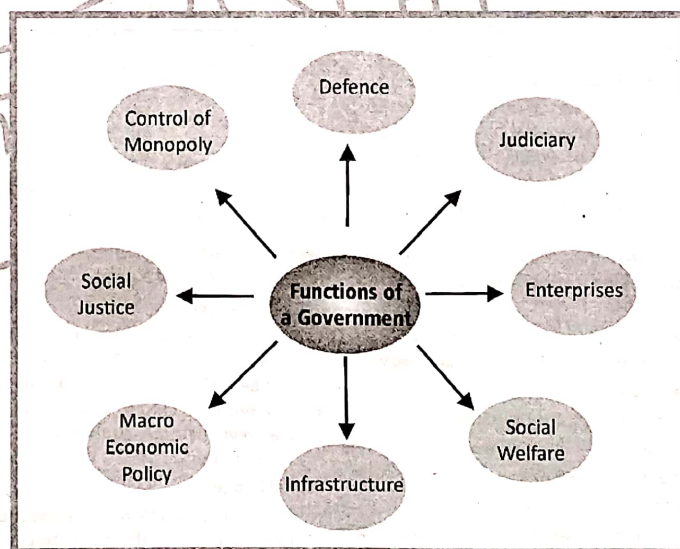 Defence
Control of
Monopoly
Judiciary
Social
Justice
Functions of
a Government
Enterprises
Macro
Economic
Policy
Infrastructure
Social
Welfare